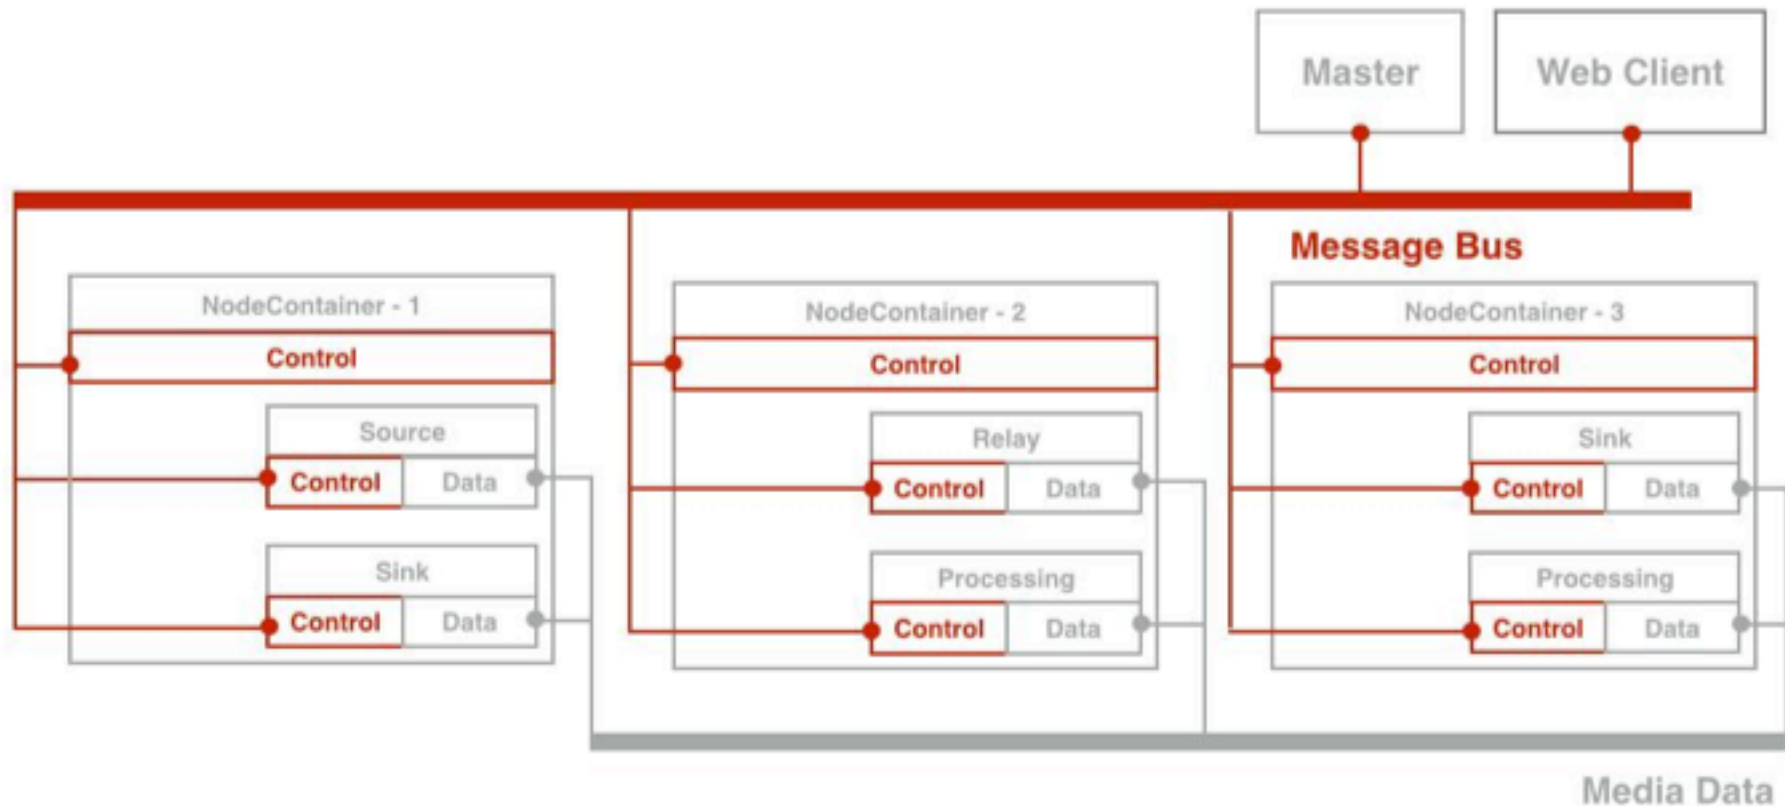 Master
Web Client
Message Bus
NodeContainer - 1
Control
Source
Control Data
Sink
Control Data
NodeContainer - 2
Control
Relay
Control Data
Processing
Control Data
NodeContainer - 3
Control
Sink
Control Data
Processing
Control Data
Media Data